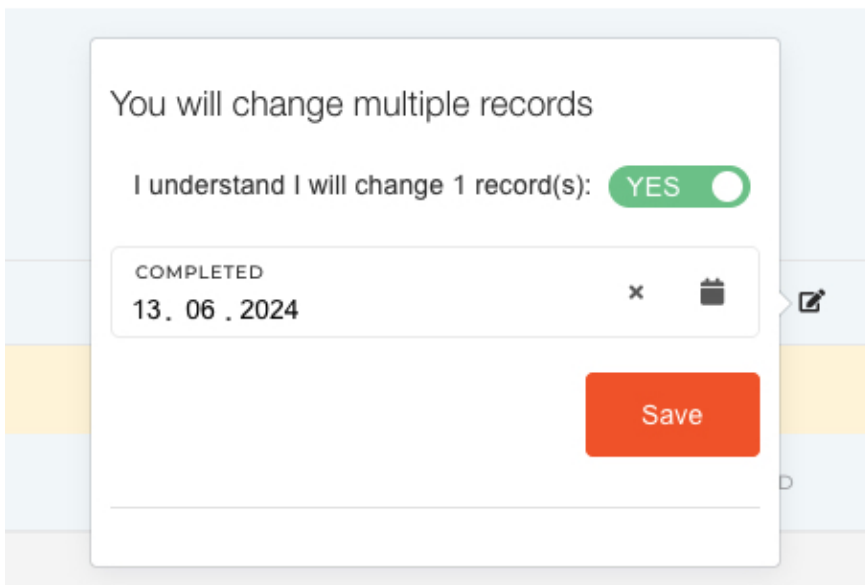 You will change multiple records
I understand I will change 1 record(s): YES
COMPLETED
13. 06 . 2024
Save
D